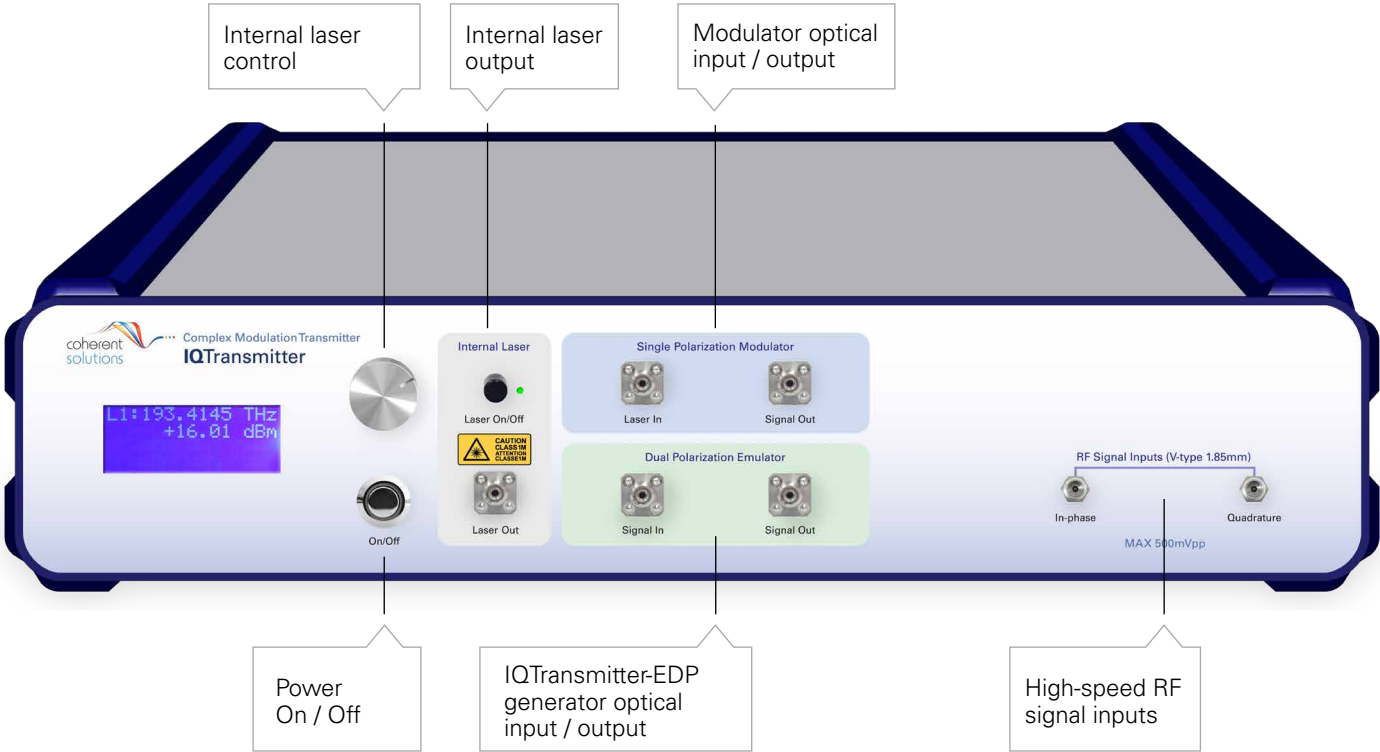 Internal laser
control
Internal laser
output
Modulator optical
input / output
coherent
solutions
Complex Modulation Transmitter
IQTransmitter
L1:193.4145 THz
+16.01 dBm
On/Off
Internal Laser
Laser On/Off
CAUTION
CLASS1M
ATTENTION
CLASSE1M
Laser Out
Single Polarization Modulator
Laser In
Signal Out
Dual Polarization Emulator
Signal In
Signal Out
RF Signal Inputs (V-type 1.85mm)
In-phase
Quadrature
MAX 500mVpp
Power
On / Off
IQTransmitter-EDP
generator optical
input / output
High-speed RF
signal inputs